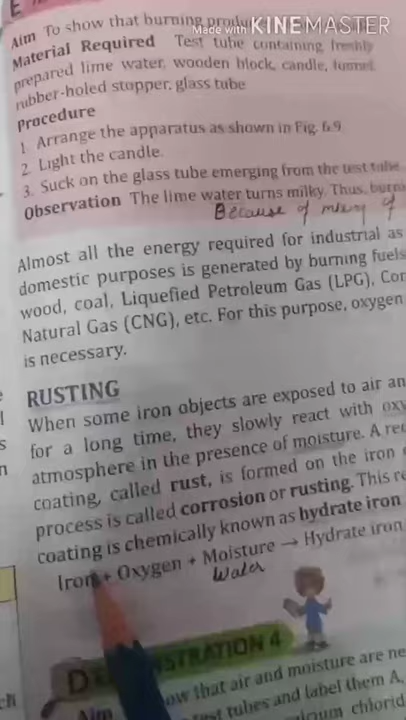 E
Made with KINEMASTER
Aim To show that burning
Material Required Test tube containing freshly
prepared lime water, wooden block, candle, funnel,
rubber-holed stopper, glass tube
Procedure
1. Arrange the apparatus as shown in Fig. 6.9
2. Light the candle.
3. Suck on the glass tube emerging from the test tube.
Observation The lime water turns milky. Thus,
Because of of
Almost all the energy required for industrial as
domestic purposes is generated by burning fuels
wood, coal, Liquefied Petroleum Gas (LPG),
Natural Gas (CNG), etc. For this purpose, oxygen
is necessary.
RUSTING
When some iron objects are exposed to air
for a long time, they slowly react with
atmosphere in the presence of moisture. A
coating, called rust, is formed on the iron
process is called corrosion or rusting. This
coating is chemically known as hydrate iron
Iron + Oxygen + Moisture → Hydrate iron
Water
D STRATION 4
Aim ow that air and moisture are
test tubes and label them A,
chlorid